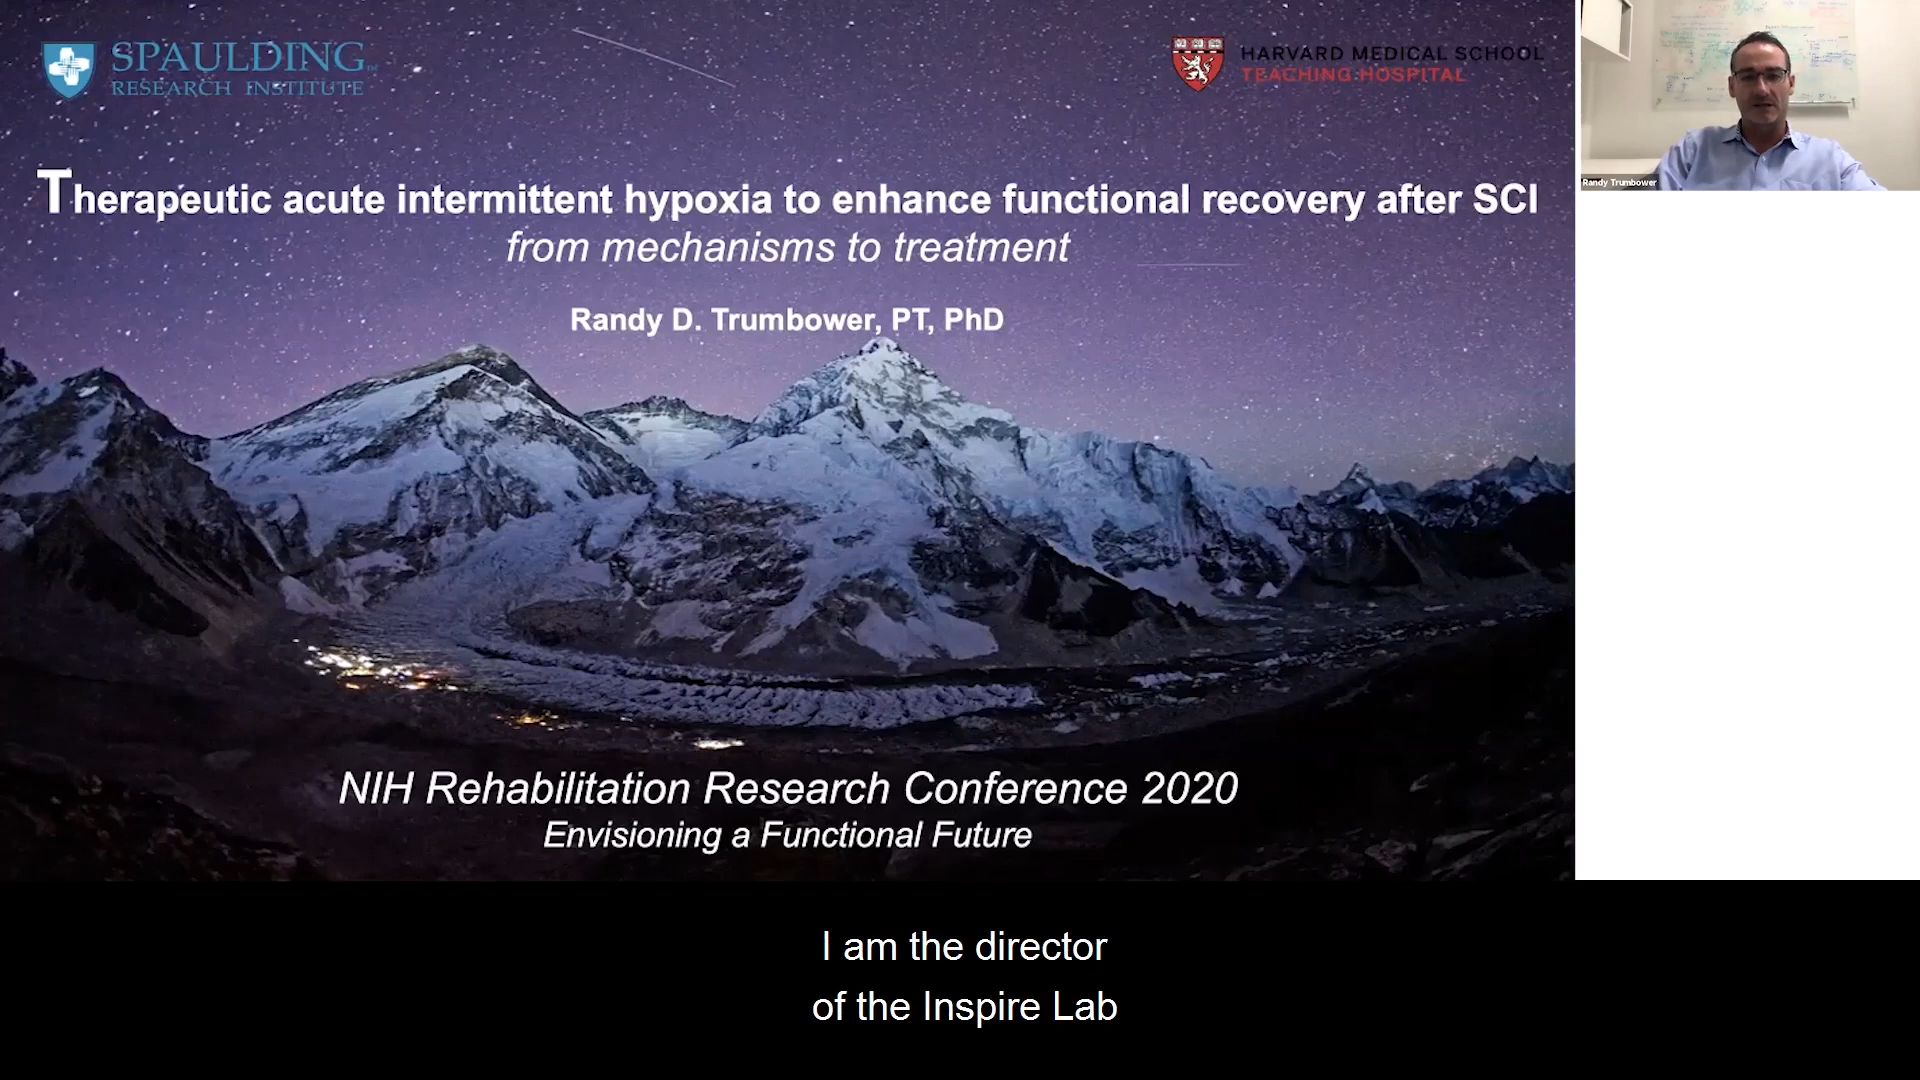 SPAULDING
RESEARCH INSTITUTE
HARVARD MEDICAL SCHOOL
TEACHING HOSPITAL
Therapeutic acute intermittent hypoxia to enhance functional recovery after SCI
from mechanisms to treatment
Randy D. Trumbower, PT, PhD
NIH Rehabilitation Research Conference 2020
Envisioning a Functional Future
Randy Trumbower
I am the director
of the Inspire Lab